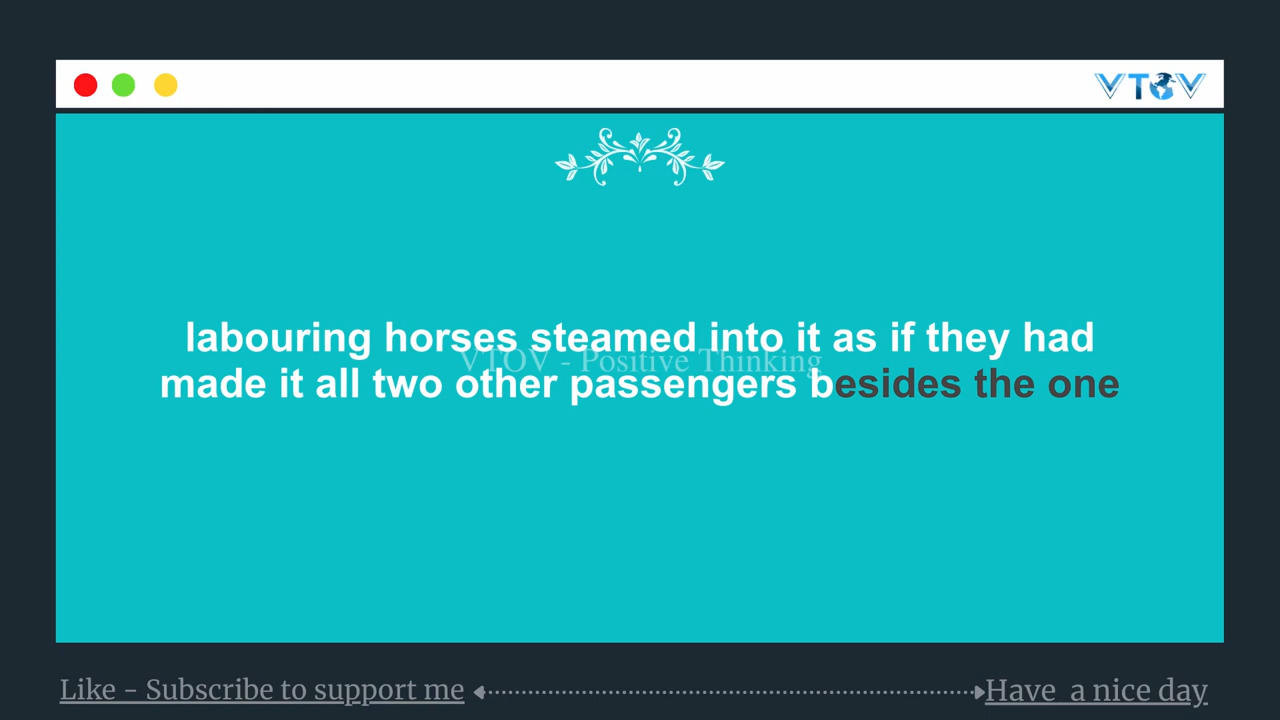 VTOV
labouring horses steamed into it as if they had
VTOV - Positive Thinking
made it all two other passengers besides the one
Like - Subscribe to support me
Have a nice day